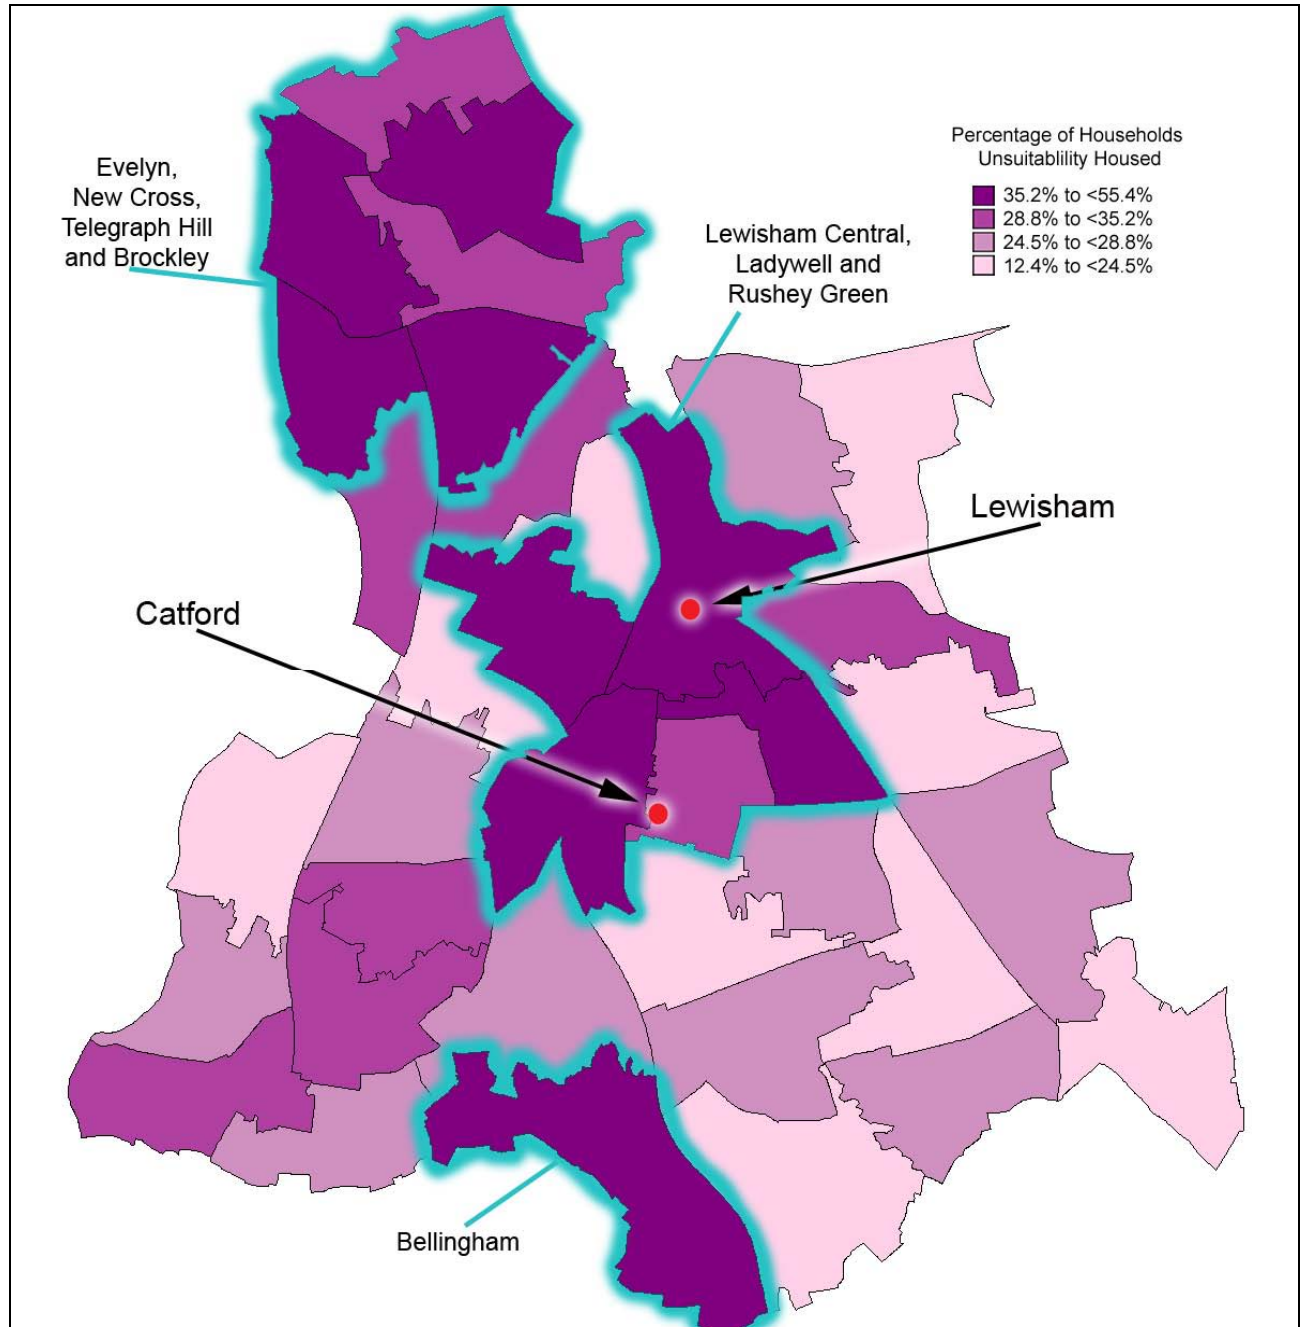 Evelyn,
New Cross,
Telegraph Hill
and Brockley
Percentage of Households
Unsuitablility Housed
35.2% to <55.4%
28.8% to <35.2%
24.5% to <28.8%
12.4% to <24.5%
Lewisham Central,
Ladywell and
Rushey Green
Lewisham
Catford
Bellingham